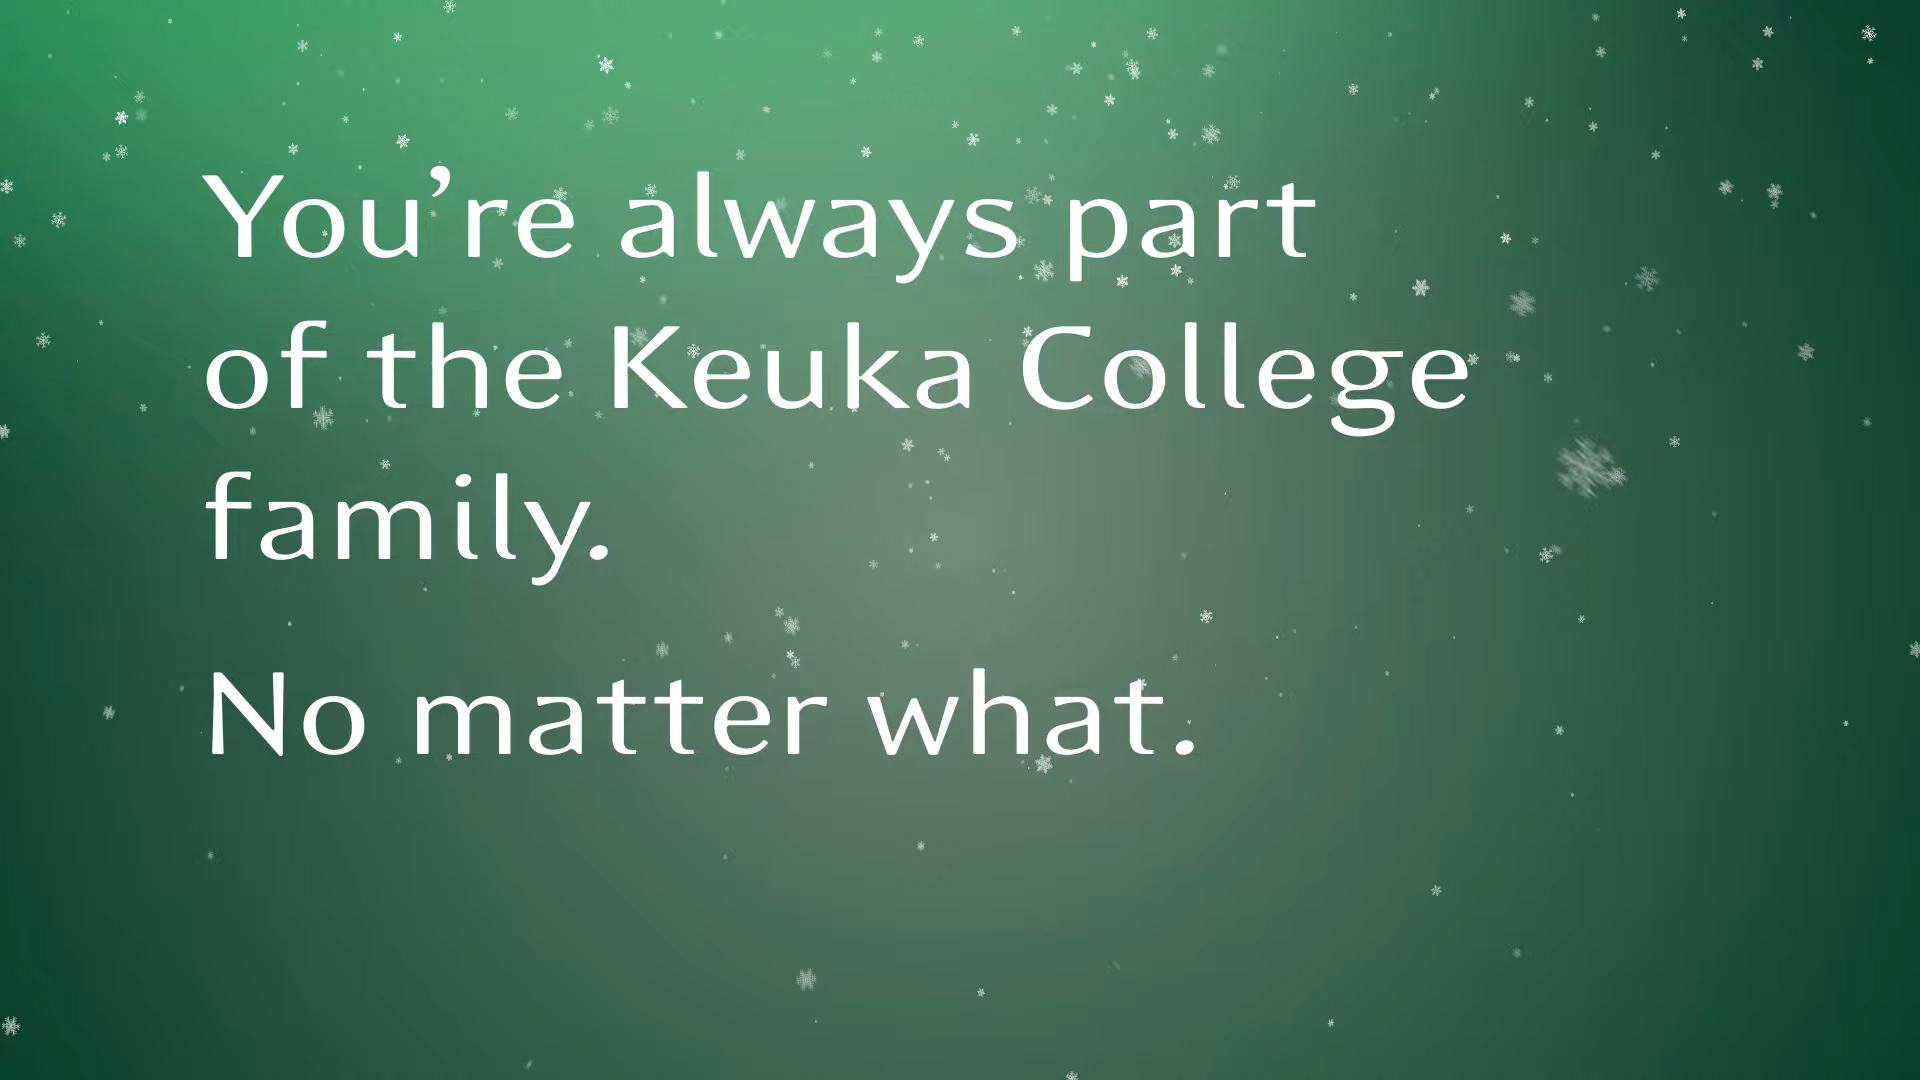 You’re always part
of the Keuka College
family.
No matter what.